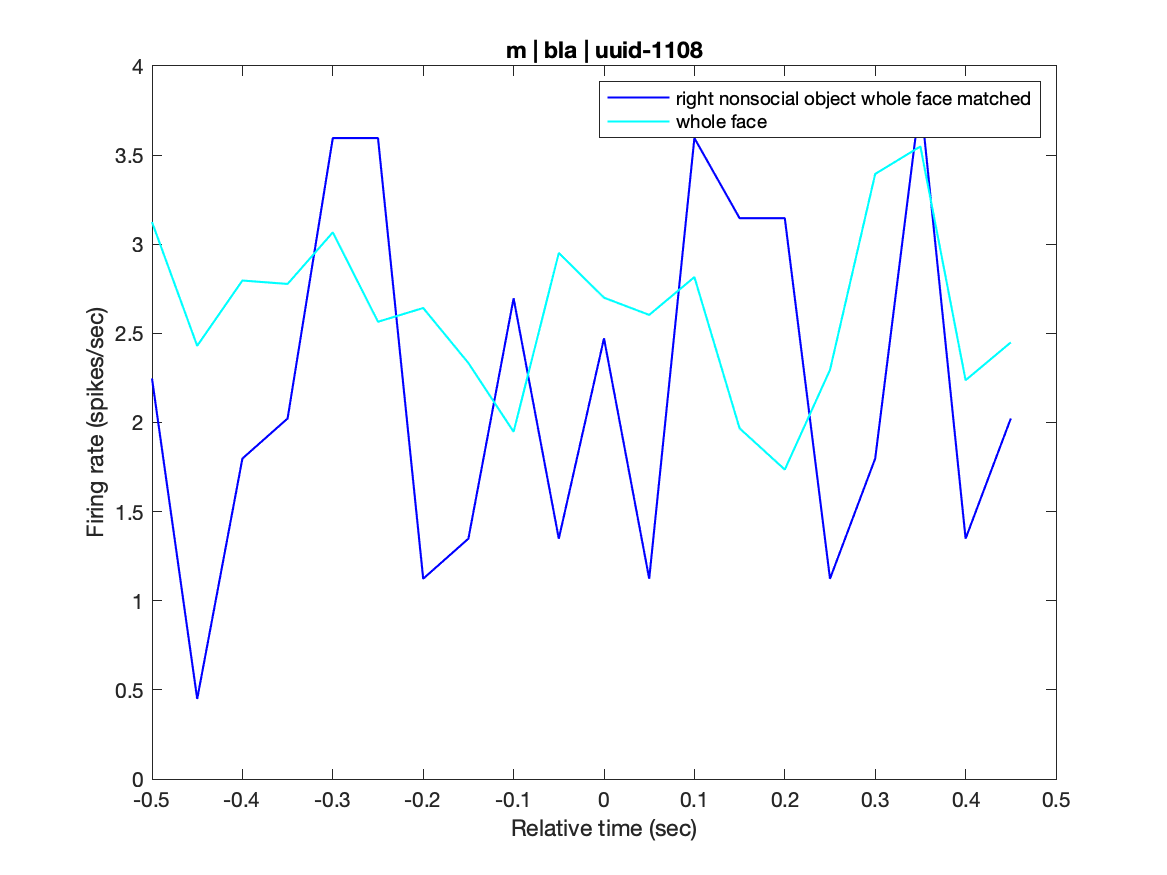 m | bla | uuid-1108
right nonsocial object whole face matched
whole face
4
3.5
3
2.5
2
1.5
1
0.5
0
Firing rate (spikes/sec)
-0.5 -0.4 -0.3 -0.2 -0.1 0 0.1 0.2 0.3 0.4 0.5
Relative time (sec)